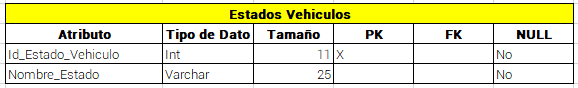 Estados Vehiculos
Atributo Tipo de Dato Tamaño PK FK NULL
Id_Estado_Vehiculo Int 11 X No
Nombre_Estado Varchar 25 No